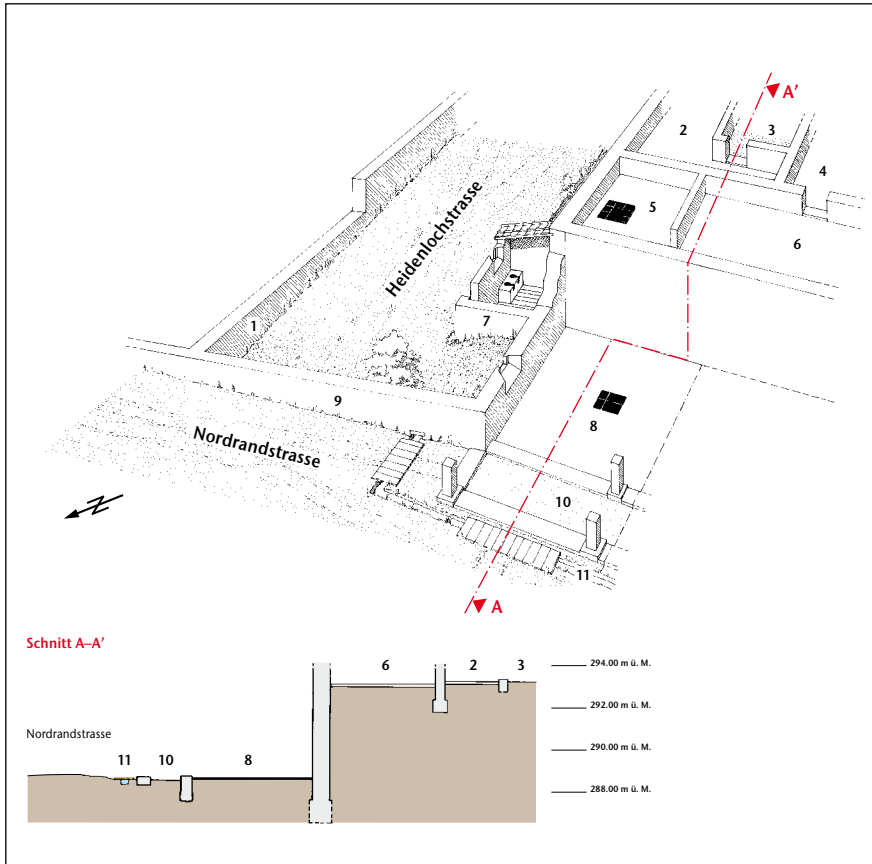 A'
2
3
4
5
6
Heidenlochstrasse
1
7
9
8
Nordrandstrasse
N
10
11
A
Schnitt A–A'
6 2 3
294.00 m ü. M.
292.00 m ü. M.
Nordrandstrasse
290.00 m ü. M.
11 10 8
288.00 m ü. M.